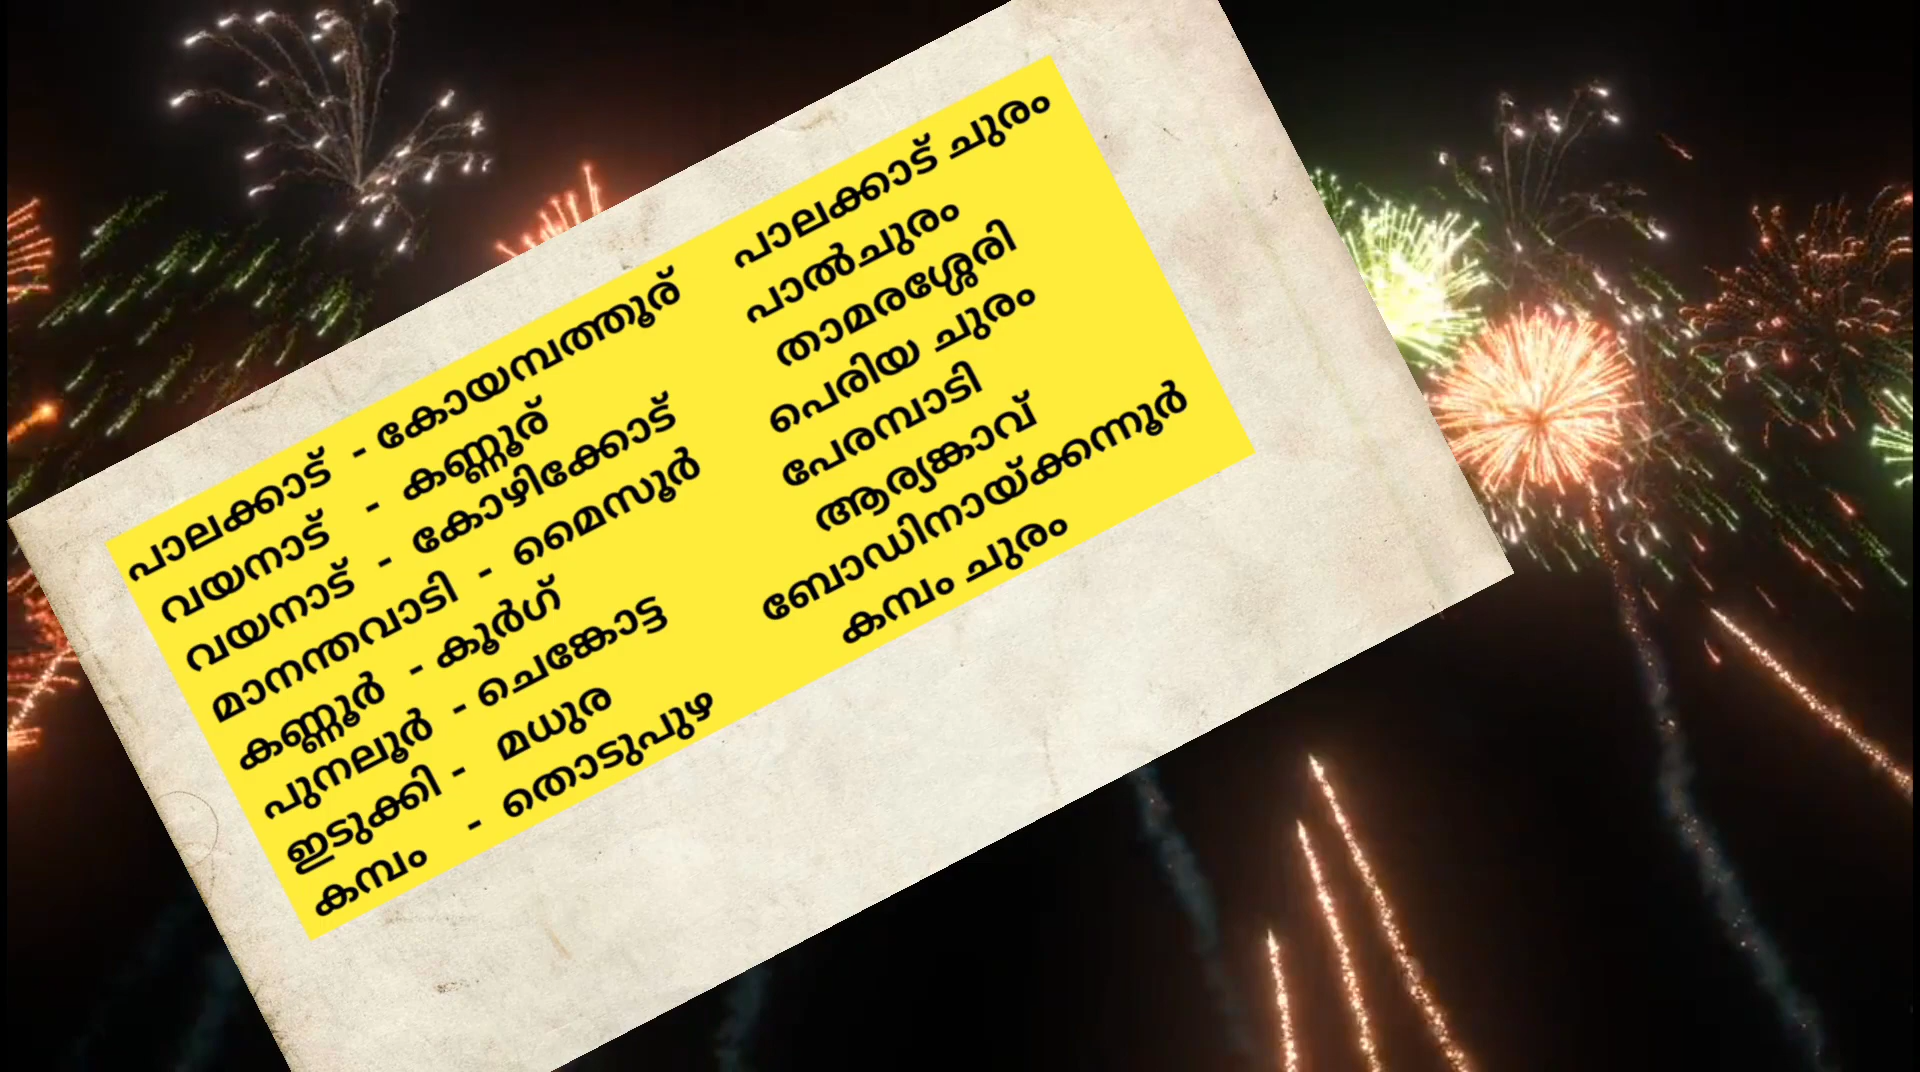 പാലക്കാട് - കോയമ്പത്തൂര് പാലക്കാട് ചുരം
വയനാട് - കണ്ണൂര് പാൽചുരം
വയനാട് - കോഴിക്കോട് താമരശ്ശേരി
മാനന്തവാടി - മൈസൂർ പെരിയ ചുരം
കണ്ണൂർ - കൂർഗ് പേരമ്പാടി
പുനലൂർ - ചെങ്കോട്ട ആര്യങ്കാവ്
ഇടുക്കി - മധുര ബോഡിനായ്ക്കന്നൂർ
കമ്പം - തൊടുപുഴ കമ്പം ചുരം